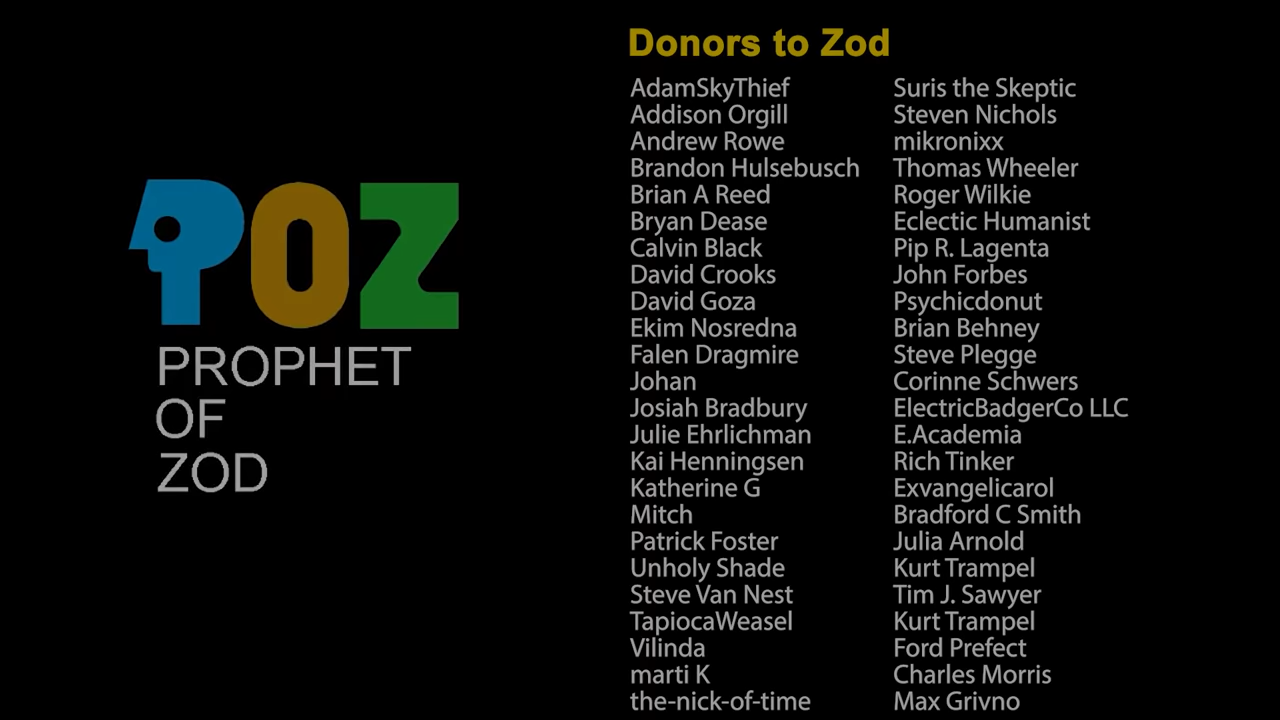 POZ
PROPHET
OF
ZOD
Donors to Zod
AdamSkyThief
Addison Orgill
Andrew Rowe
Brandon Hulsebusch
Brian A Reed
Bryan Dease
Calvin Black
David Crooks
David Goza
Ekim Nosredna
Falen Dragmire
Johan
Josiah Bradbury
Julie Ehrlichman
Kai Henningsen
Katherine G
Mitch
Patrick Foster
Unholy Shade
Steve Van Nest
TapiocaWeasel
Vilinda
marti K
the-nick-of-time
Suris the Skeptic
Steven Nichols
mikronixx
Thomas Wheeler
Roger Wilkie
Eclectic Humanist
Pip R. Lagenta
John Forbes
Psychicdonut
Brian Behney
Steve Plegge
Corinne Schwers
ElectricBadgerCo LLC
E.Academia
Rich Tinker
Exvangelicarol
Bradford C Smith
Julia Arnold
Kurt Trampel
Tim J. Sawyer
Kurt Trampel
Ford Prefect
Charles Morris
Max Grivno